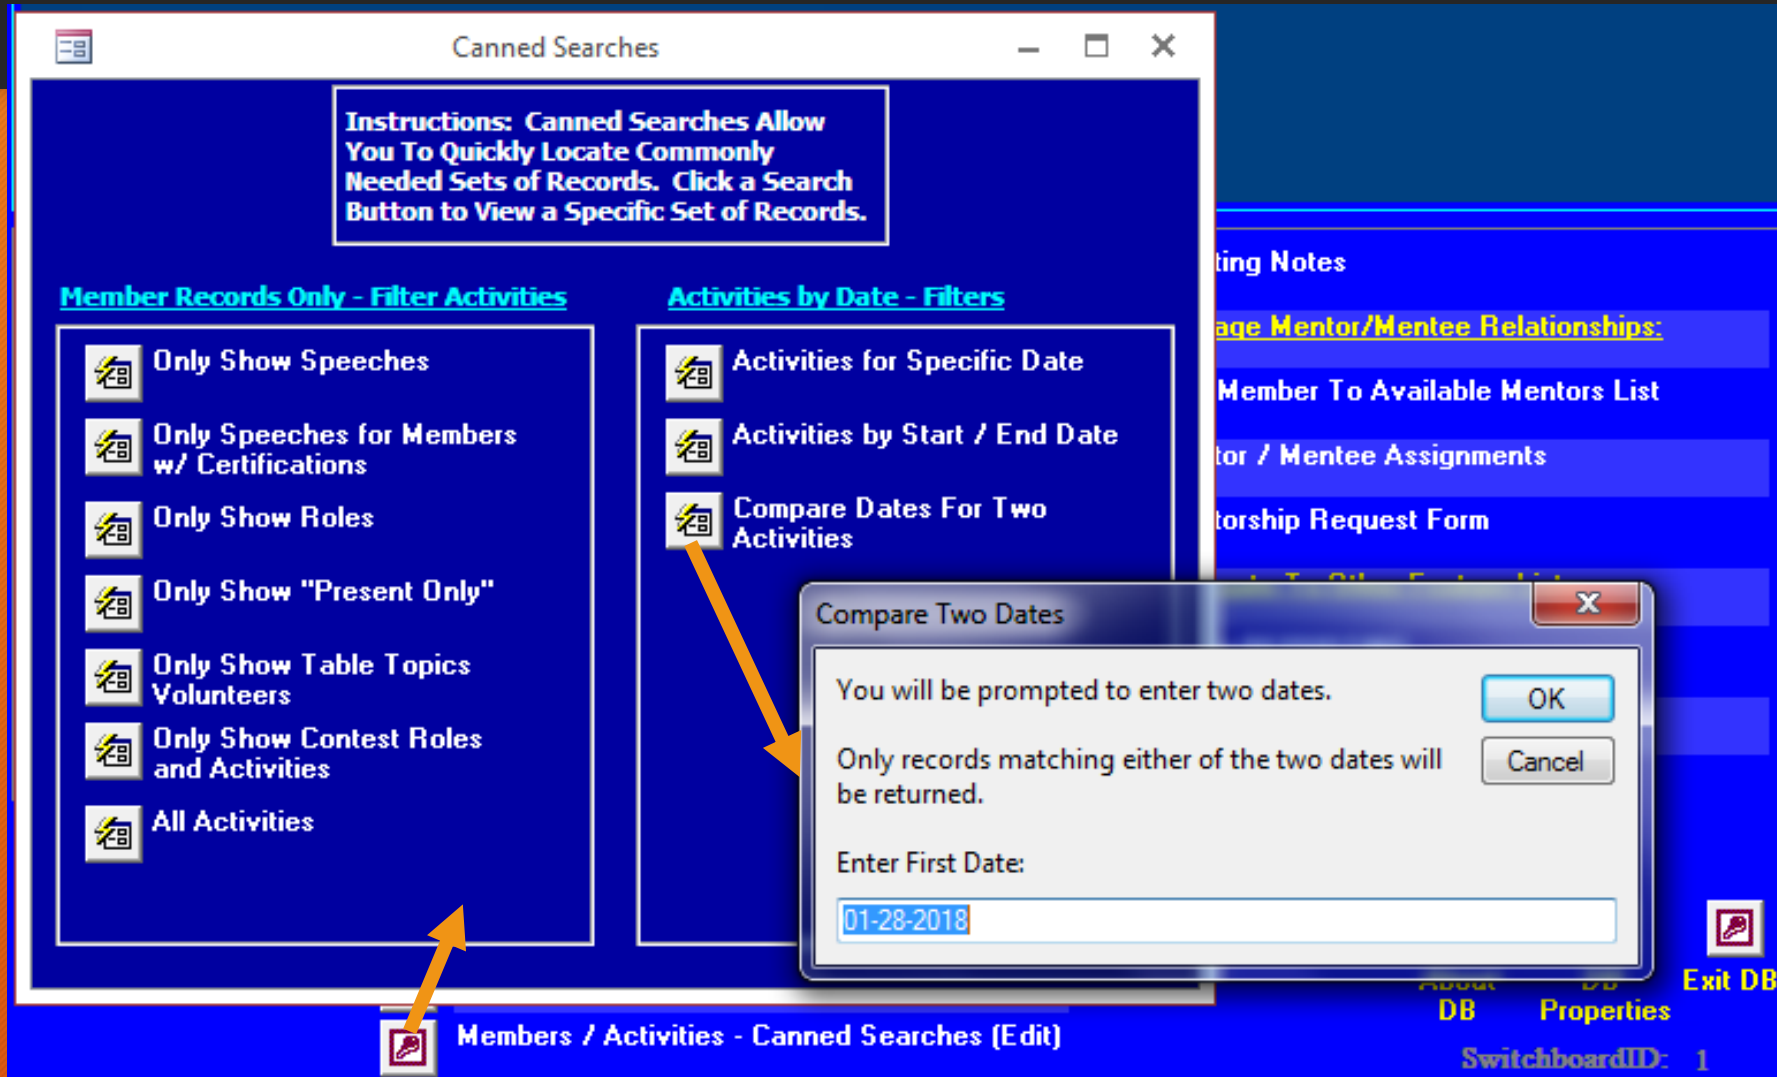 Canned Searches
Instructions: Canned Searches Allow
You To Quickly Locate Commonly
Needed Sets of Records. Click a Search
Button to View a Specific Set of Records.
Member Records Only - Filter Activities
Only Show Speeches
Only Speeches for Members
w/ Certifications
Only Show Roles
Only Show "Present Only"
Only Show Table Topics
Volunteers
Only Show Contest Roles
and Activities
All Activities
Activities by Date - Filters
Activities for Specific Date
Activities by Start / End Date
Compare Dates For Two
Activities
ting Notes
age Mentor/Mentee Relationships:
Member To Available Mentors List
tor / Mentee Assignments
torship Request Form
Compare Two Dates
You will be prompted to enter two dates.
Only records matching either of the two dates will
be returned.
Enter First Date:
01-28-2018
OK
Cancel
About
DB
DB
Properties
Exit DB
Members / Activities - Canned Searches (Edit)
SwitchboardID: 1